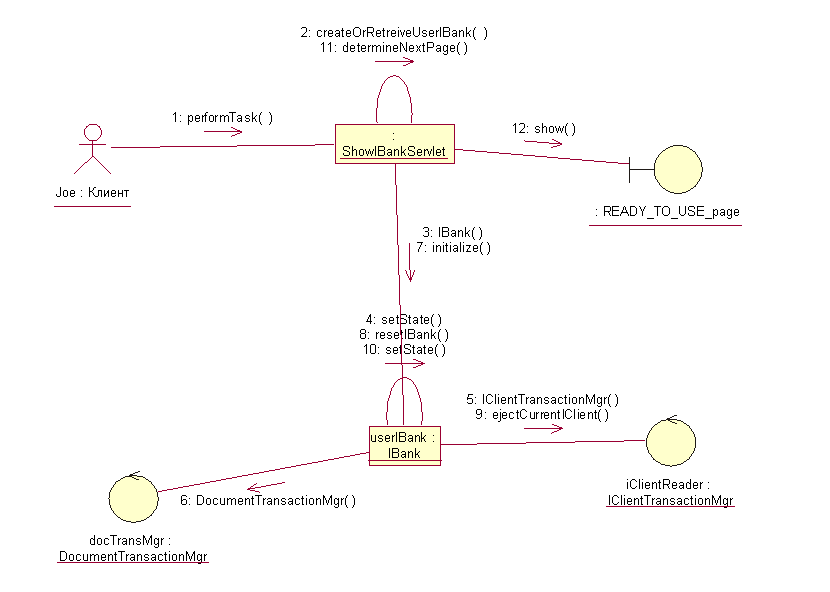 2: createOrRetreiveUserIBank( )
11: determineNextPage( )
1: performTask( )
12: show( )
:
ShowIBankServlet
Joe : Клиент
: READY_TO_USE_page
3: IBank( )
7: initialize( )
4: setState( )
8: resetIBank( )
10: setState( )
5: IClientTransactionMgr( )
9: ejectCurrentIClient( )
userIBank :
IBank
6: DocumentTransactionMgr( )
iClientReader :
IClientTransactionMgr
docTransMgr :
DocumentTransactionMgr